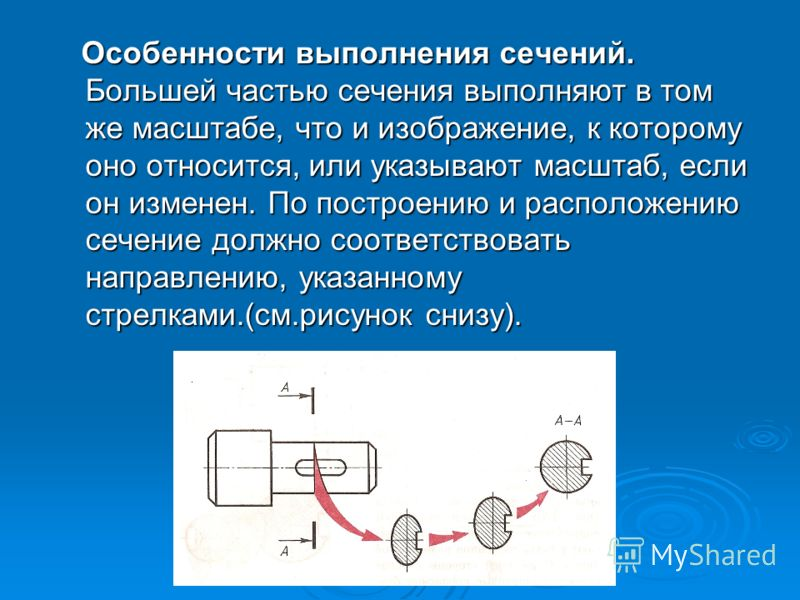 Особенности выполнения сечений.
Большей частью сечения выполняют в том
же масштабе, что и изображение, к которому
оно относится, или указывают масштаб, если
он изменен. По построению и расположению
сечение должно соответствовать
направлению, указанному
стрелками.(см.рисунок снизу).
А
А–А
А
MyShared